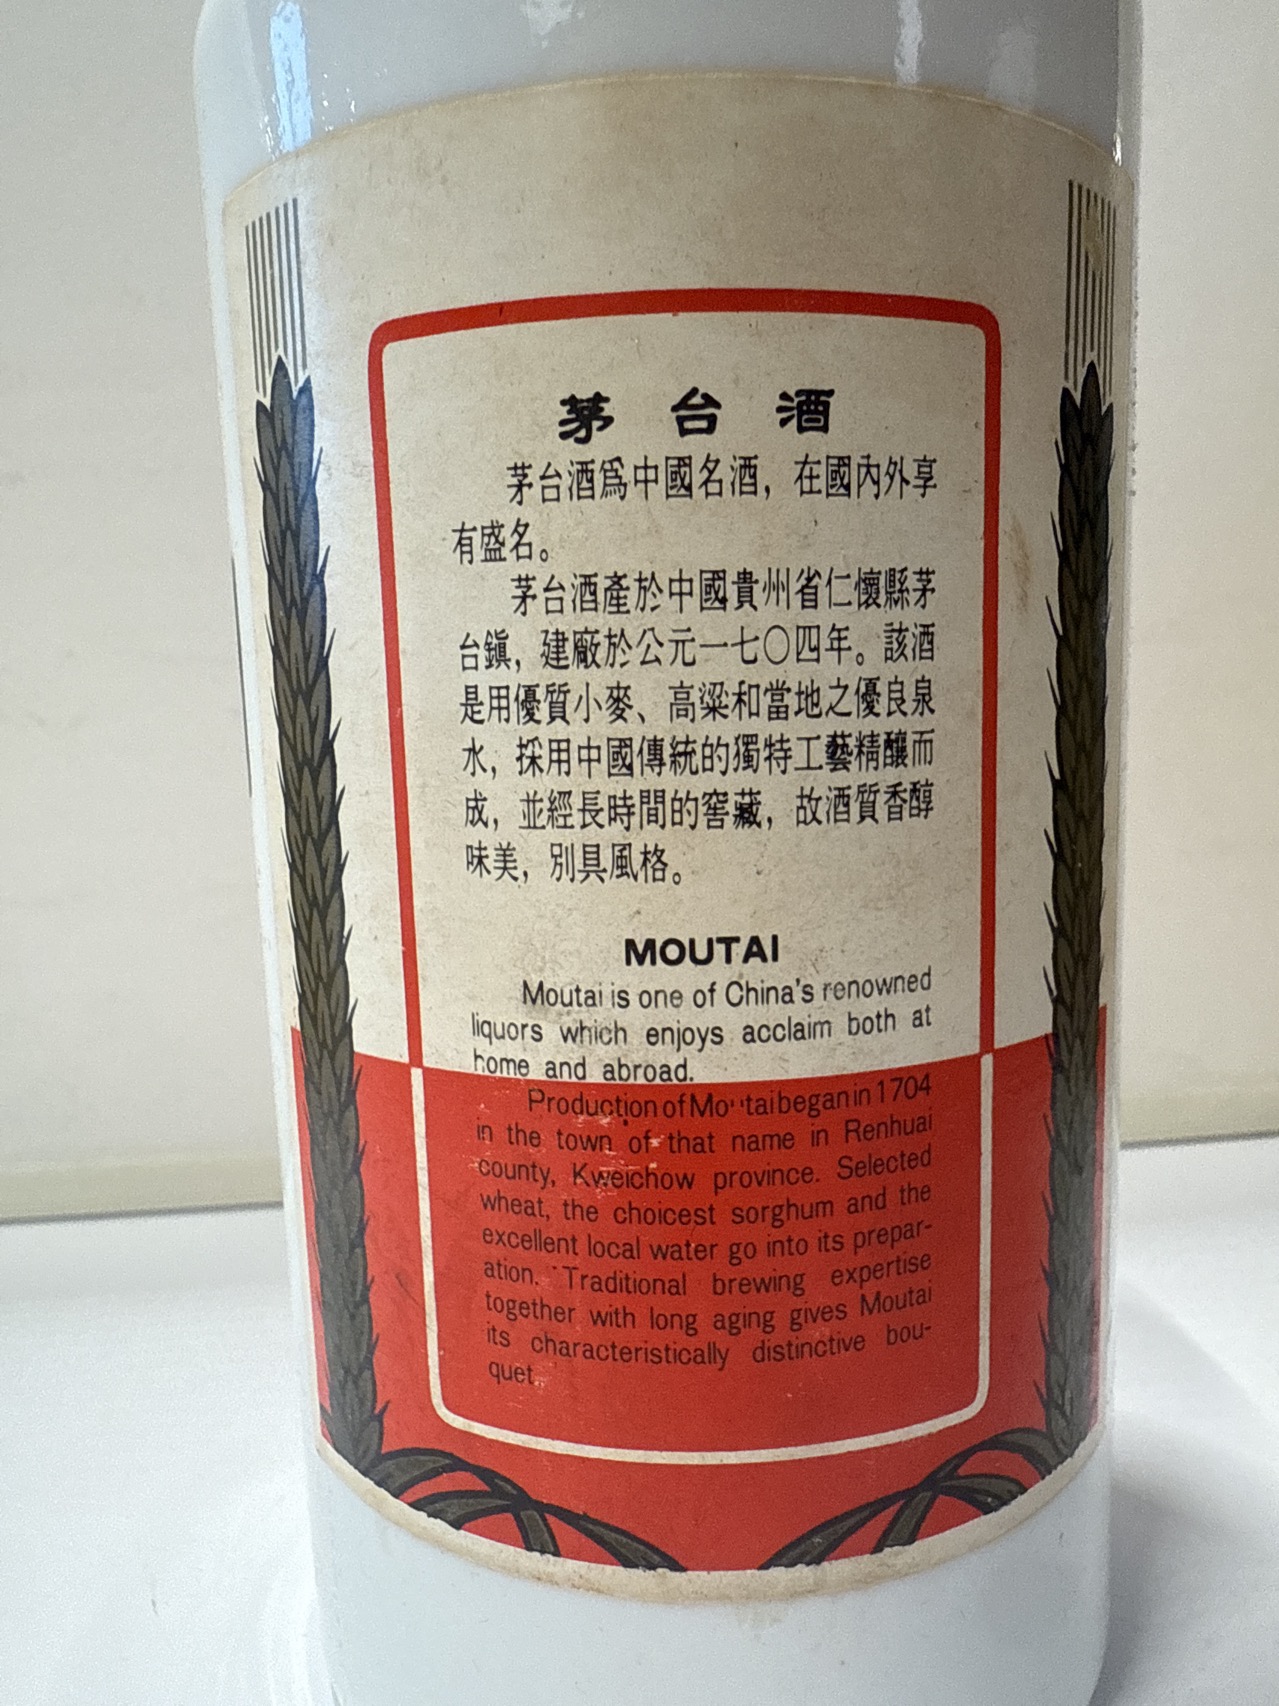 茅台酒
茅台酒爲中國名酒，在國內外享
有盛名。
茅台酒產於中國貴州省仁懷縣茅
台鎮，建廠於公元一七〇四年。該酒
是用優質小麥、高粱和當地之優良泉
水，採用中國傳統的獨特工藝精釀而
成，並經長時間的窖藏，故酒質香醇
味美，別具風格。
MOUTAI
Moutai is one of China's renowned
liquors which enjoys acclaim both at
home and abroad.
Production of Moutai began in 1704
in the town of that name in Renhuai
county, Kweichow province. Selected
wheat, the choicest sorghum and the
excellent local water go into its prepar-
ation. Traditional brewing expertise
together with long aging gives Moutai
its characteristically distinctive bou-
quet.